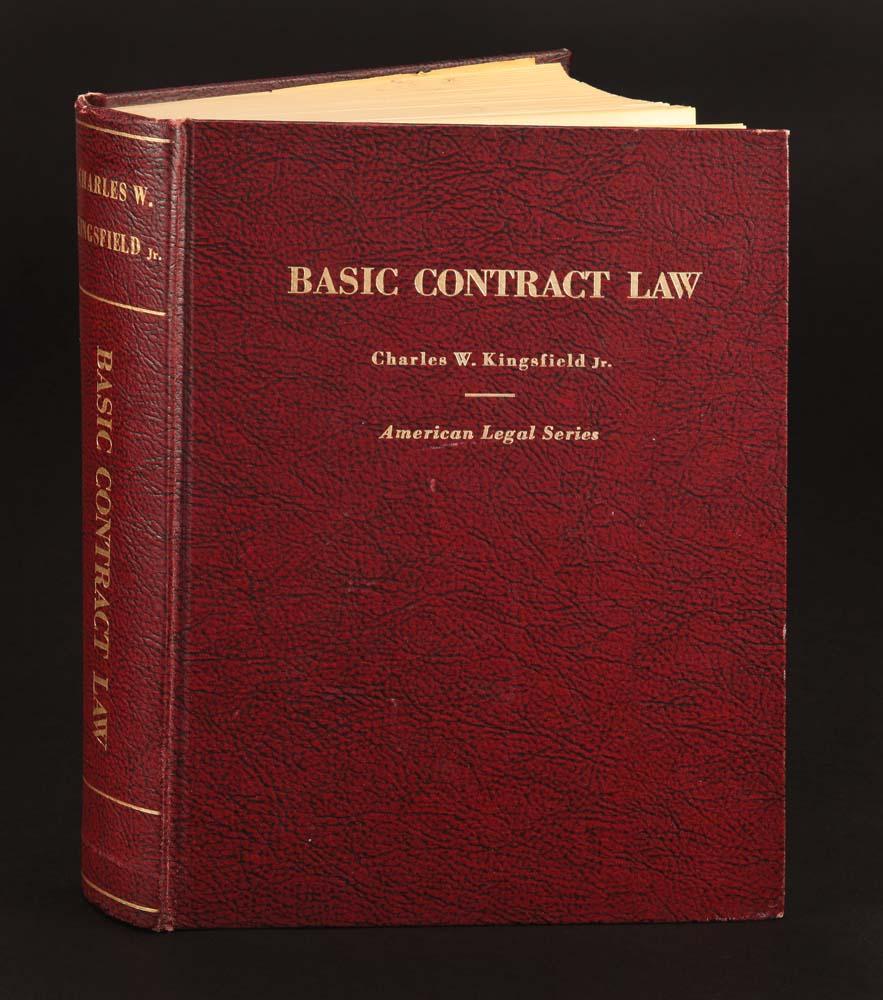 CHARLES W.
KINGSFIELD Jr.
BASIC CONTRACT LAW
BASIC CONTRACT LAW
Charles W. Kingsfield Jr.
American Legal Series